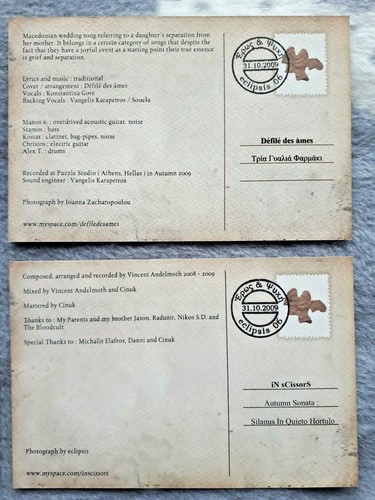 Macedonian wedding song referring to a daughter's separation from
her mother. It belongs in a certain category of songs that despite the
fact that they have a joyful event as a starting point their true essence
is grief and separation.
Lyrics and music : traditional
Cover / arrangement : Défilé des âmes
Vocals : Konstantina Gore
Backing Vocals : Vangelis Karapetros / Souela
Manos 6. : overdrived acoustic guitar, noise
Stamos : bass
Kostas : clarinet, bag-pipes, noise
Christos : electric guitar
Alex T. : drums
Recorded at Puzzle Studio ( Athens, Hellas ) in Autumn 2009
Sound engineer : Vangelis Karapetros
Photograph by Joanna Zacharopoulou
www.myspace.com/defiledesames
Έρως & Ψυχή
31.10.2009
eclipsis 06
Défilé des âmes
Τρία Γυαλιά Φαρμάκι
Composed, arranged and recorded by Vincent Andelmoth 2008 - 2009
Mixed by Vincent Andelmoth and Cinuk
Mastered by Cinuk
Thanks to : My Parents and my brother Jason, Radunir, Nikos S.D. and
The Bloodcult
Special Thanks to : Michalis Elafros, Danni and Cinuk
Photograph by eclipsis
www.myspace.com/inscissors
Έρως & Ψυχή
31.10.2009
eclipsis 06
iN sCissorS
Autumn Sonata :
Silanus In Quieto Hortulo